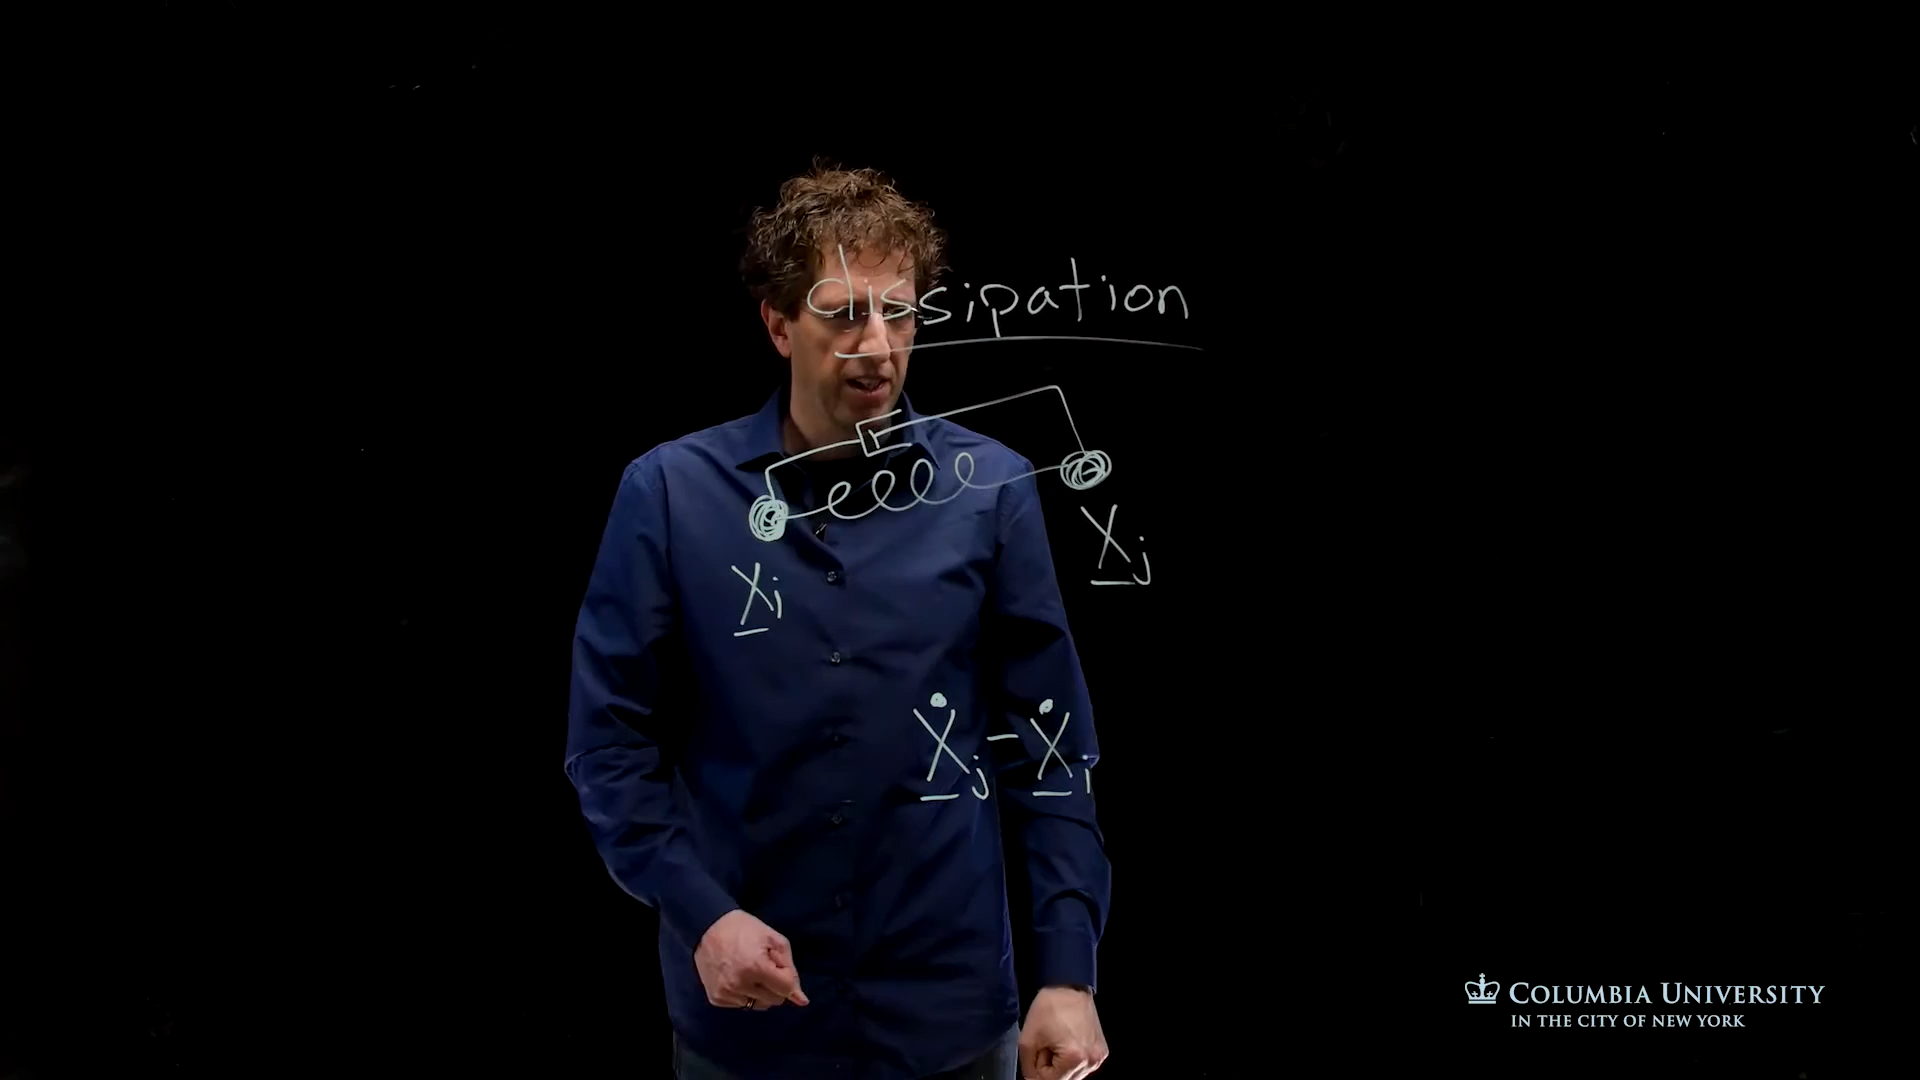 dissipation
Xj
Xi
Ẋj - Ẋi
COLUMBIA UNIVERSITY
IN THE CITY OF NEW YORK